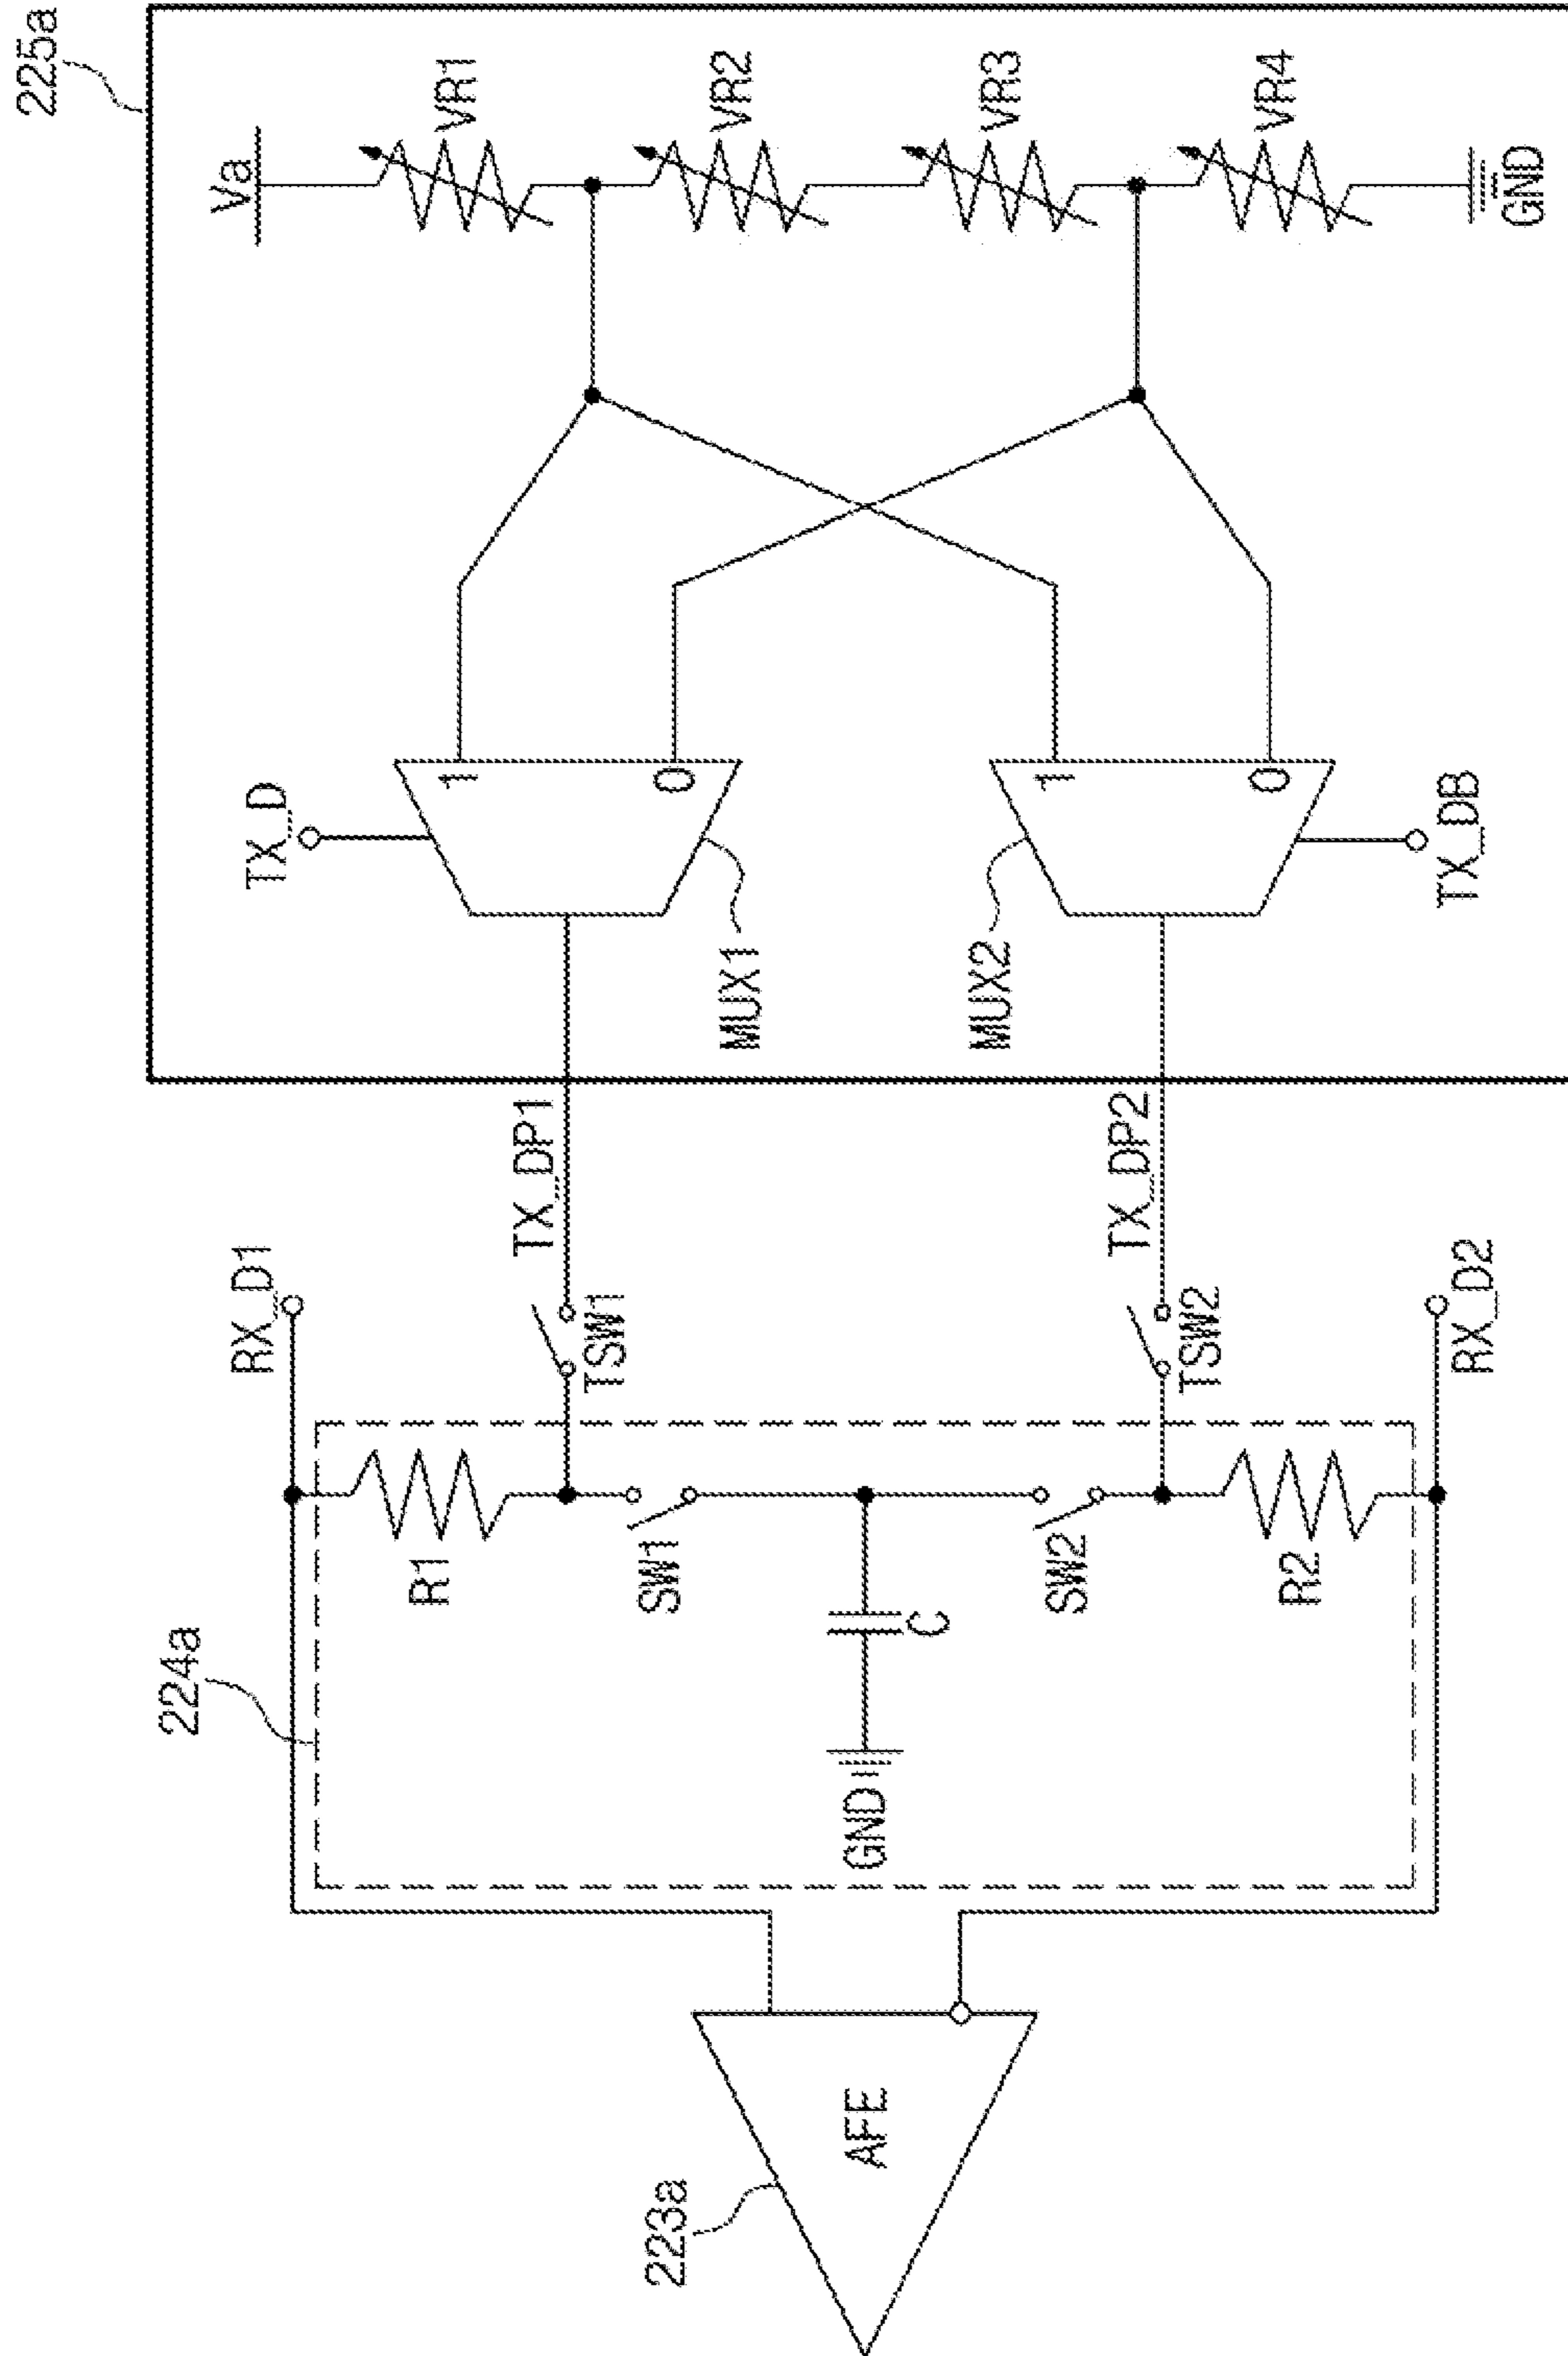 225a
Va
VR1
VR2
VR3
VR4
GND
TX_D
1
0
MUX1
1
0
MUX2
TX_DB
TX_DP1
TX_DP2
RX_D1
TSW1
TSW2
RX_D2
224a
R1
SW1
C
GND
SW2
R2
223a
AFE